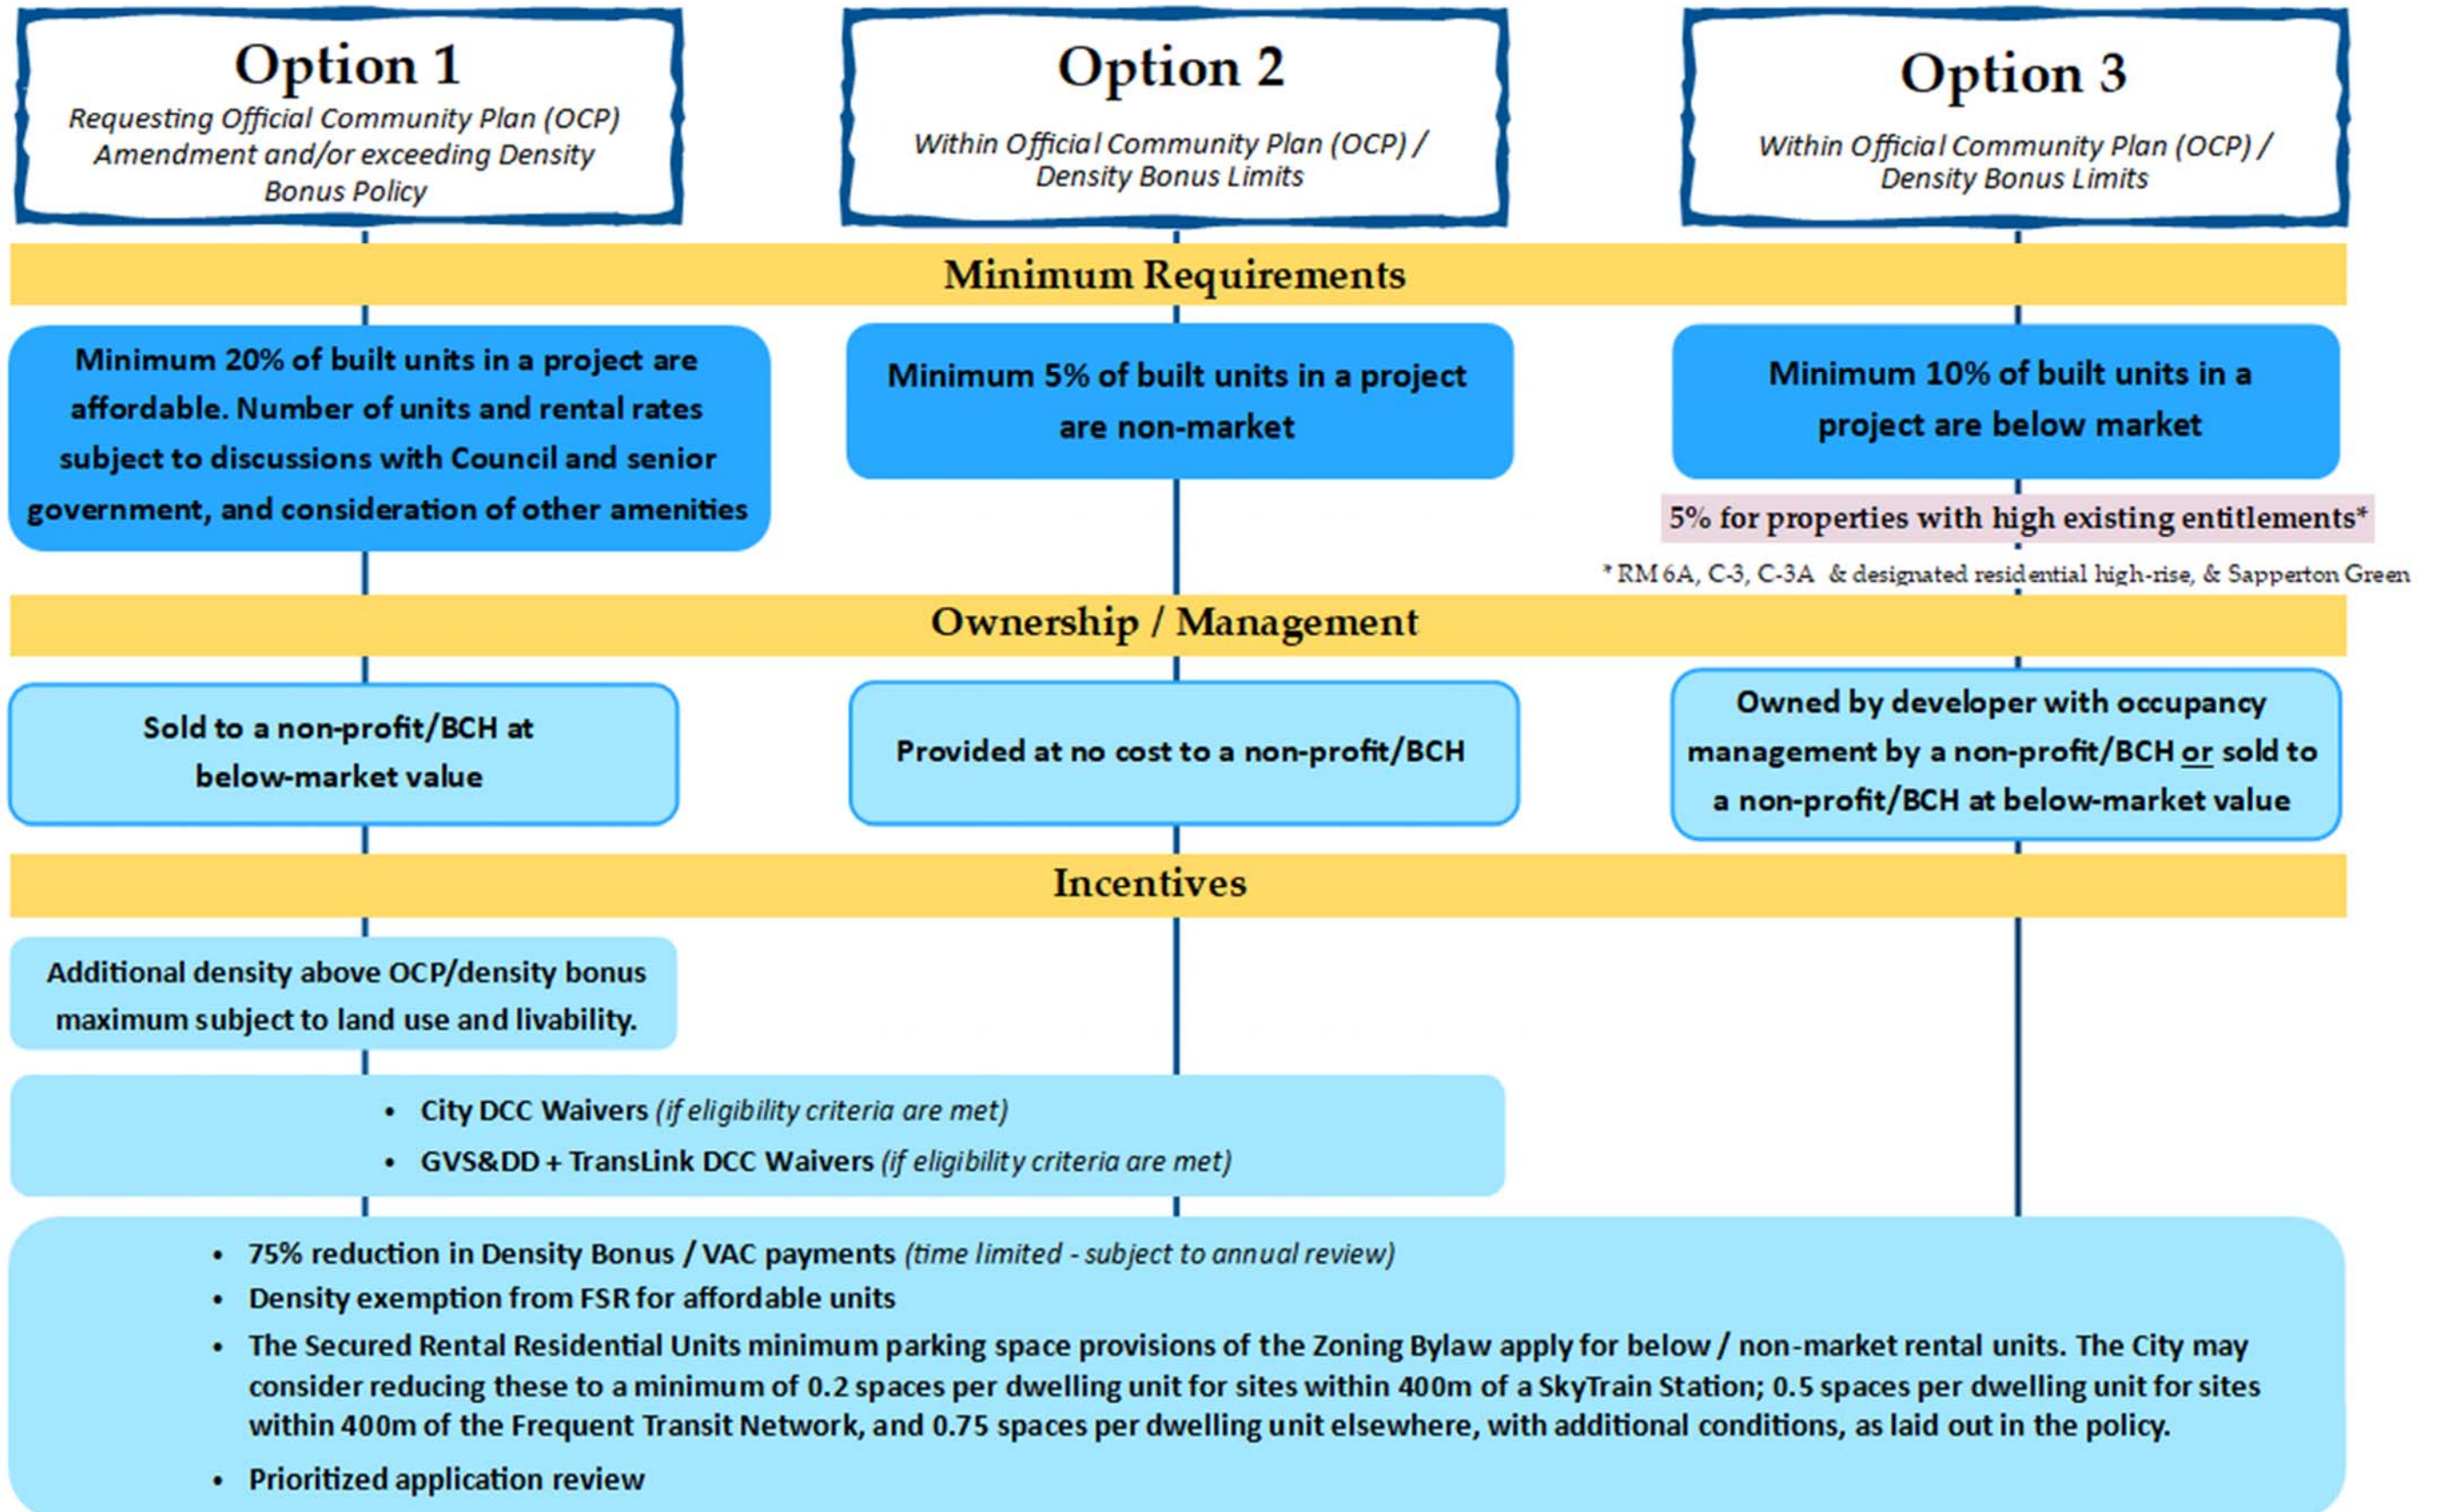 Option 1
Requesting Official Community Plan (OCP)
Amendment and/or exceeding Density
Bonus Policy
Option 2
Within Official Community Plan (OCP) /
Density Bonus Limits
Option 3
Within Official Community Plan (OCP) /
Density Bonus Limits
Minimum Requirements
Minimum 20% of built units in a project are
affordable. Number of units and rental rates
subject to discussions with Council and senior
government, and consideration of other amenities
Minimum 5% of built units in a project
are non-market
Minimum 10% of built units in a
project are below market
5% for properties with high existing entitlements*
* RM 6A, C-3, C-3A & designated residential high-rise, & Sapperton Green
Ownership / Management
Sold to a non-profit/BCH at
below-market value
Provided at no cost to a non-profit/BCH
Owned by developer with occupancy
management by a non-profit/BCH or sold to
a non-profit/BCH at below-market value
Incentives
Additional density above OCP/density bonus
maximum subject to land use and livability.
• City DCC Waivers (if eligibility criteria are met)
• GVS&DD + TransLink DCC Waivers (if eligibility criteria are met)
• 75% reduction in Density Bonus / VAC payments (time limited - subject to annual review)
• Density exemption from FSR for affordable units
• The Secured Rental Residential Units minimum parking space provisions of the Zoning Bylaw apply for below / non-market rental units. The City may
consider reducing these to a minimum of 0.2 spaces per dwelling unit for sites within 400m of a SkyTrain Station; 0.5 spaces per dwelling unit for sites
within 400m of the Frequent Transit Network, and 0.75 spaces per dwelling unit elsewhere, with additional conditions, as laid out in the policy.
• Prioritized application review